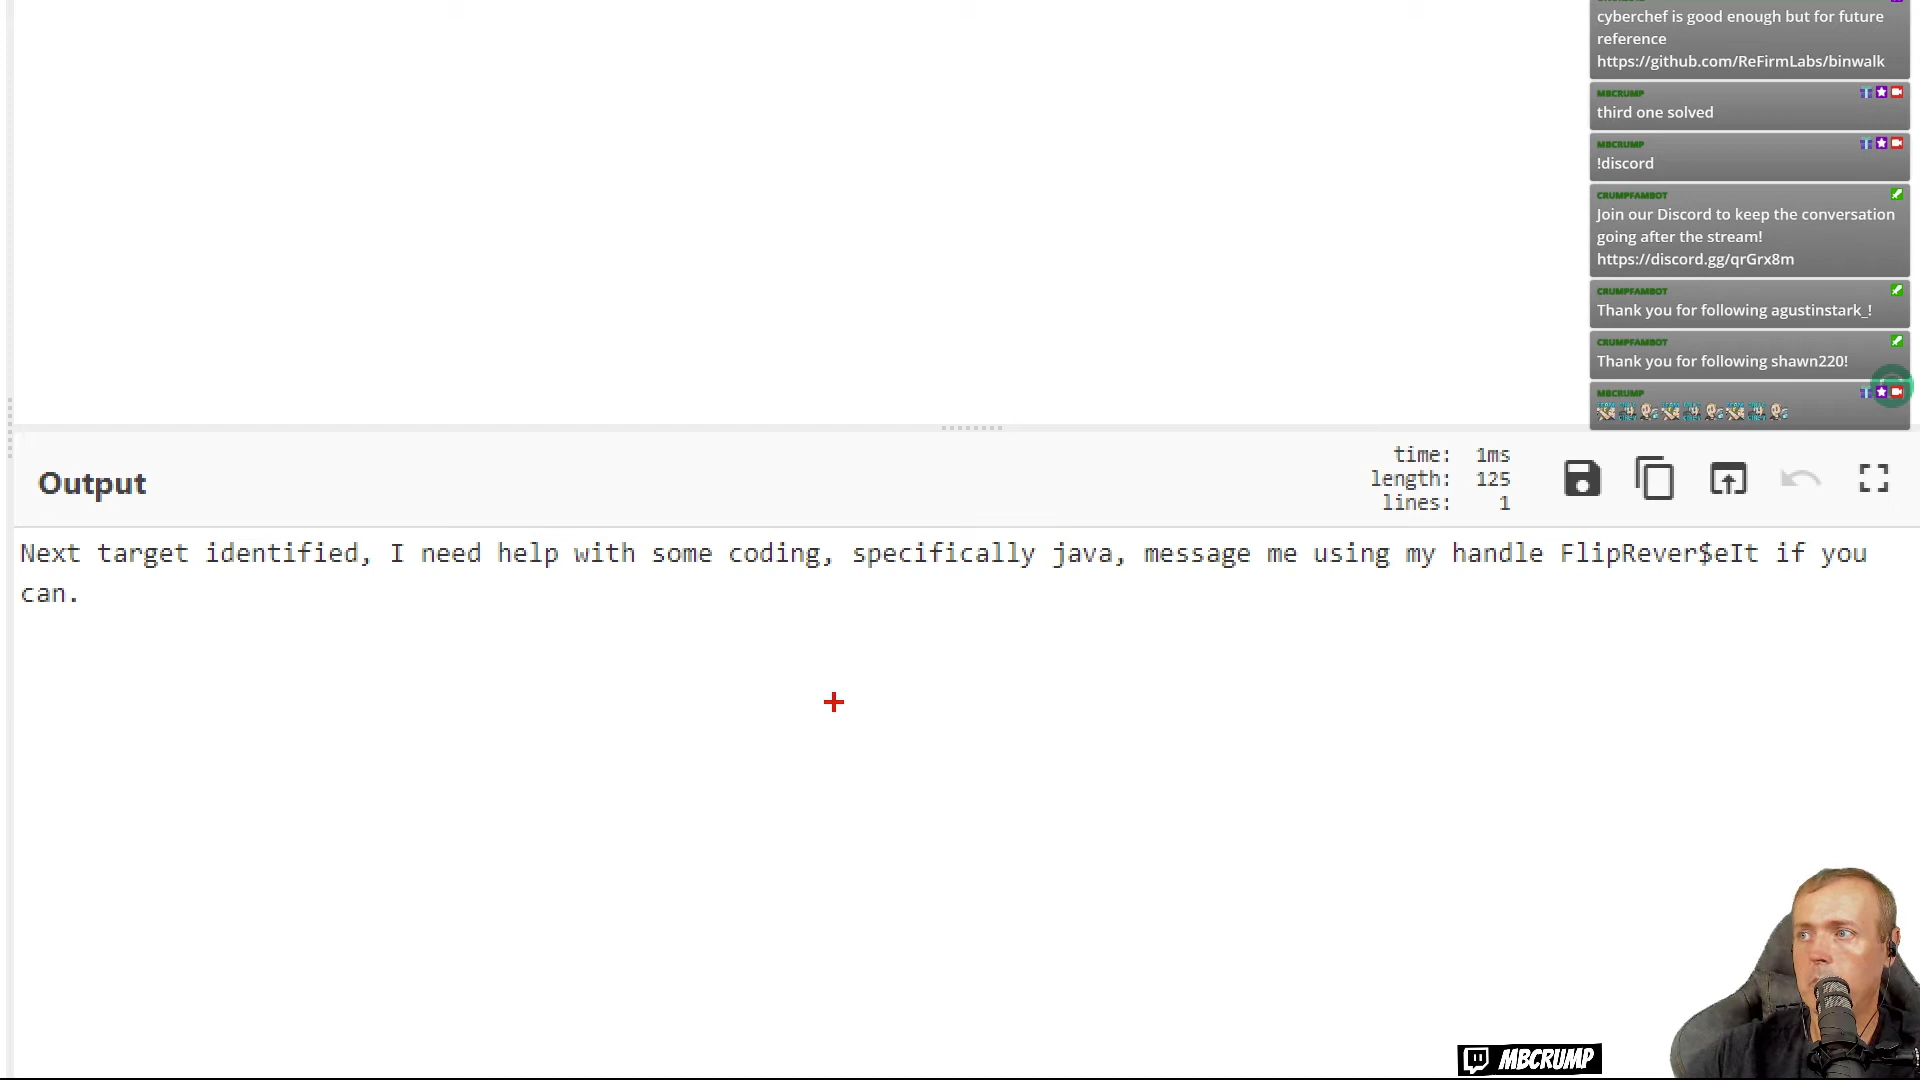 cyberchef is good enough but for future
reference
https://github.com/ReFirmLabs/binwalk
MBCRUMP
third one solved
MBCRUMP
!discord
CRUMPFAMBOT
Join our Discord to keep the conversation
going after the stream!
https://discord.gg/qrGrx8m
CRUMPFAMBOT
Thank you for following agustinstark_!
CRUMPFAMBOT
Thank you for following shawn220!
MBCRUMP
Output
time: 1ms
length: 125
lines: 1
Next target identified, I need help with some coding, specifically java, message me using my handle FlipRever$eIt if you
can.
MBCRUMP